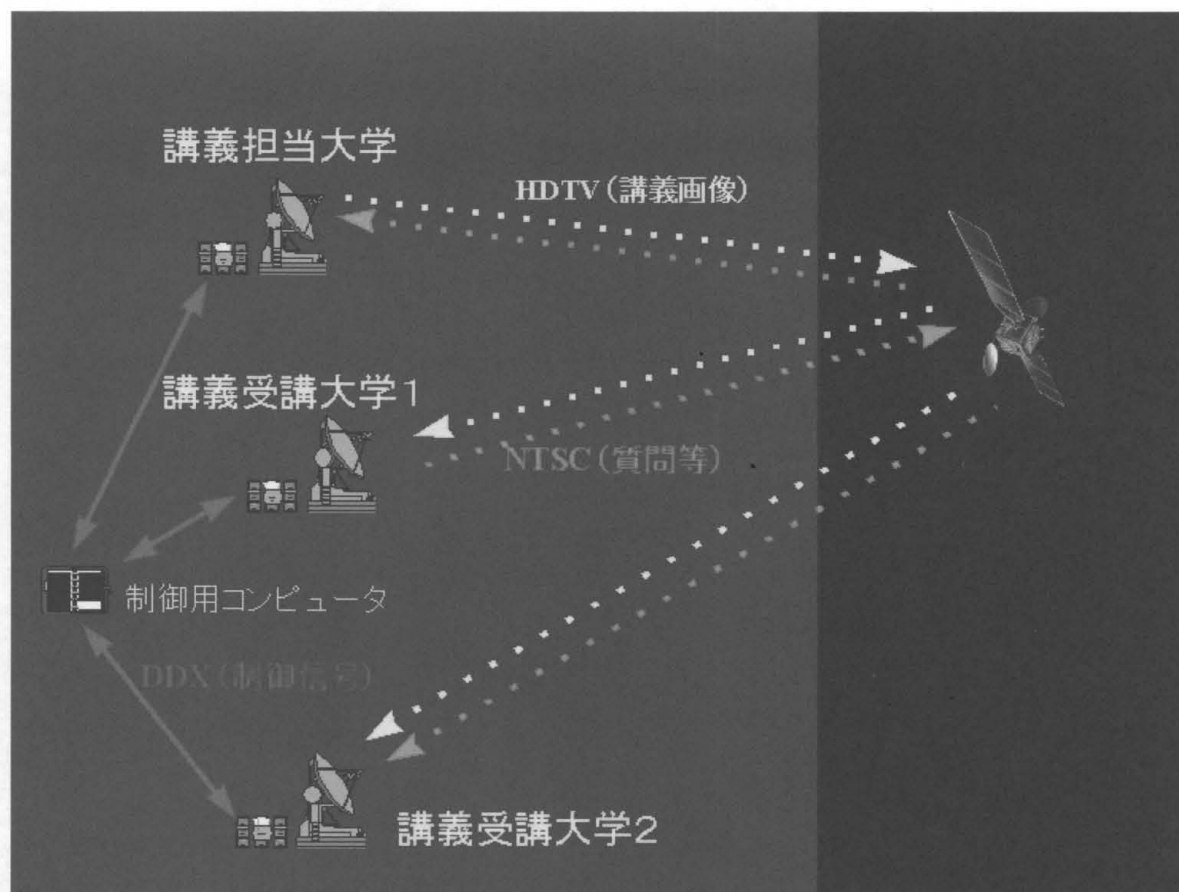 講義担当大学
HDTV(講義画像)
講義受講大学1
NTSC(質問等)
制御用コンピュータ
DDX(制御信号)
講義受講大学2